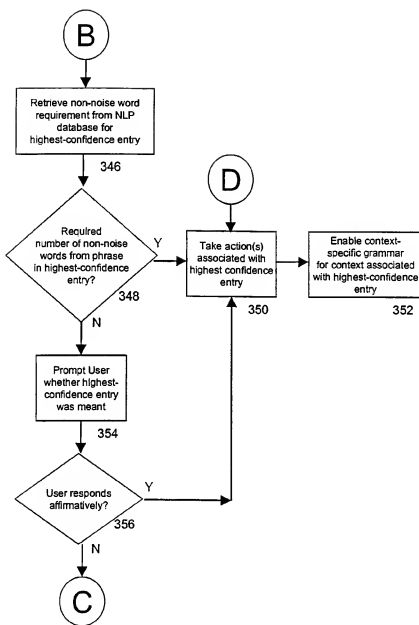 B
Retrieve non-noise word
requirement from NLP
database for
highest-confidence entry
346
D
Required
number of non-noise
words from phrase
in highest-confidence
entry?
348
Y
N
Take action(s)
associated with
highest confidence
entry
350
Enable context-
specific grammar
for context associated
with highest-confidence
entry
352
Prompt User
whether highest-
confidence entry
was meant
354
User responds
affirmatively?
356
Y
N
C